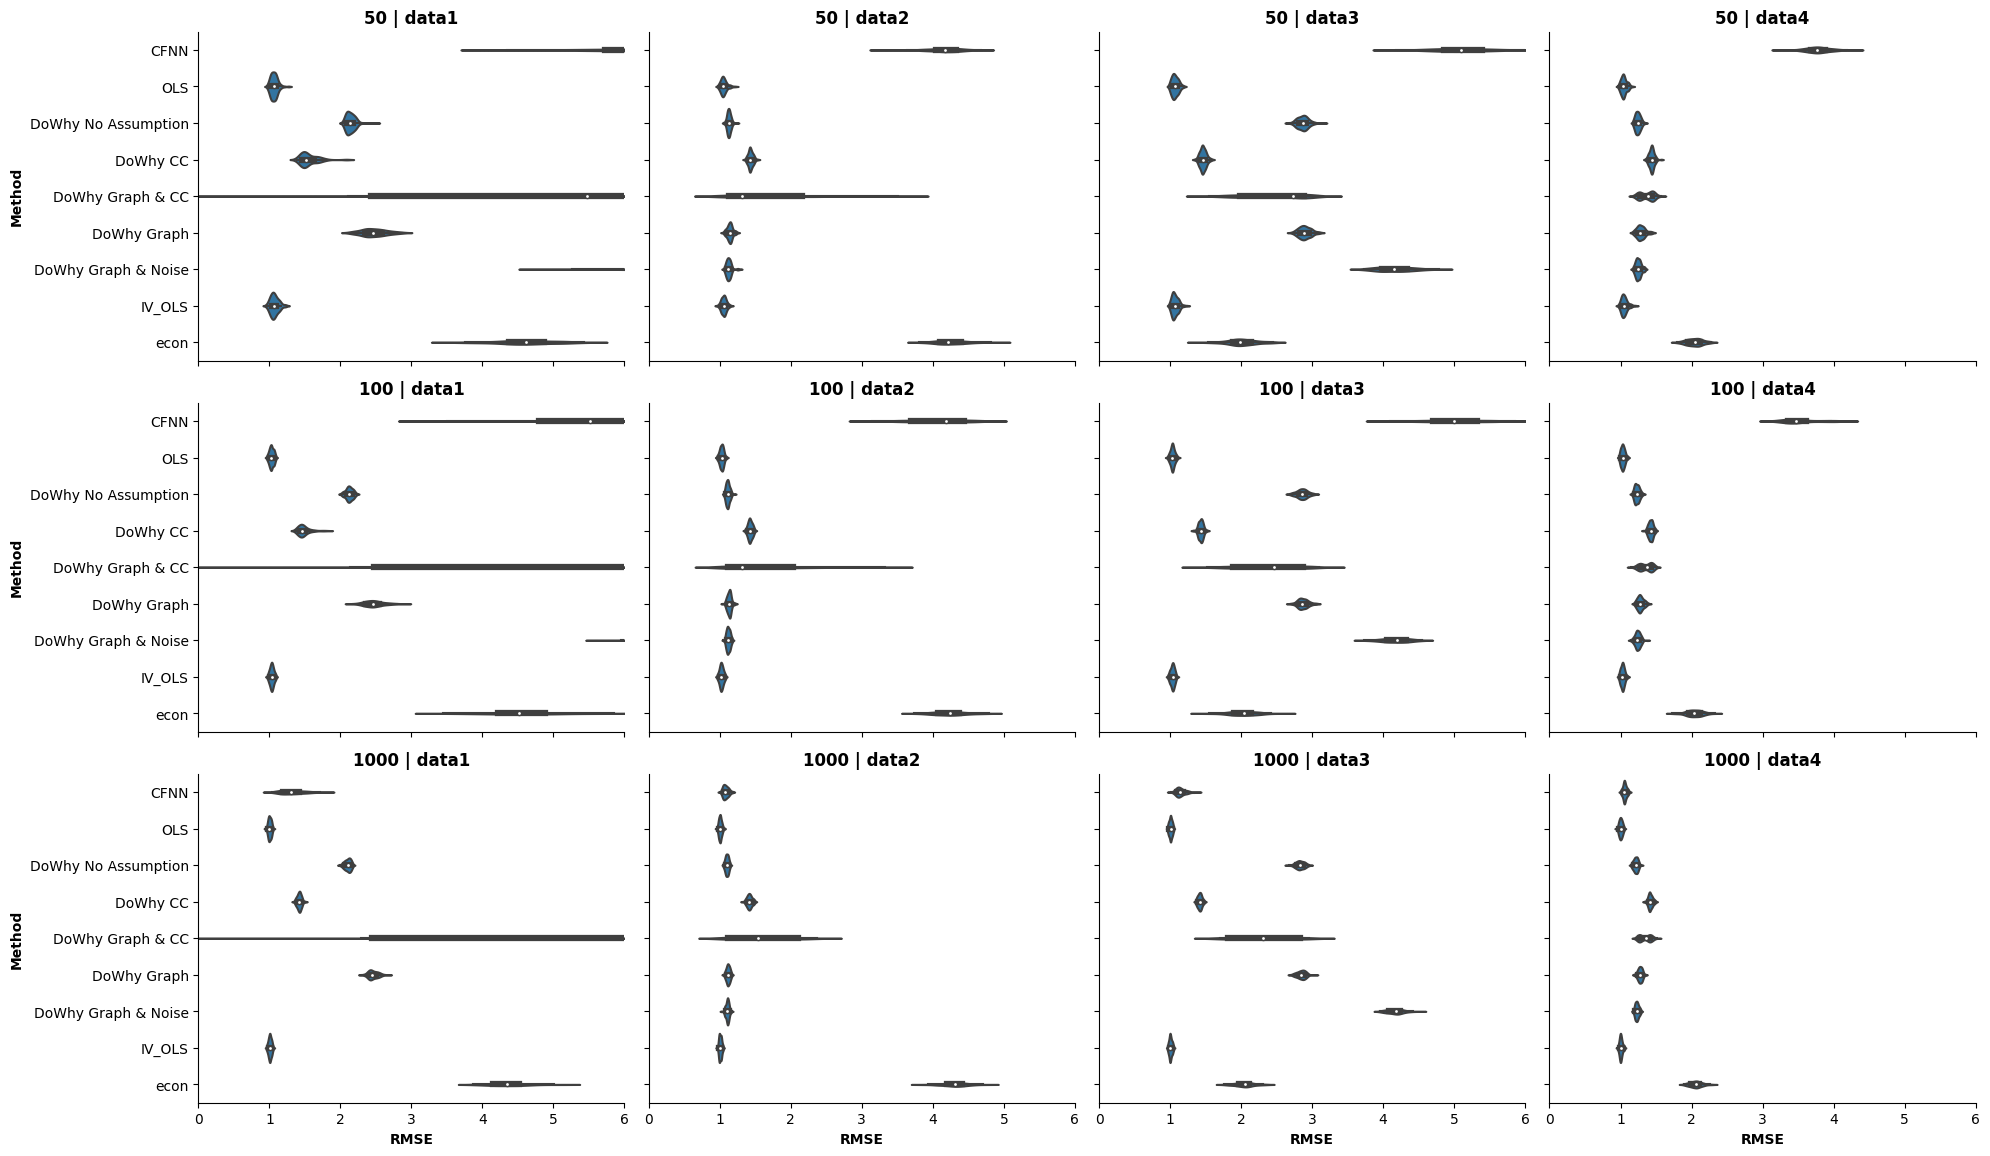 50 | data1
50 | data2
50 | data3
50 | data4
CFNN
OLS
DoWhy No Assumption
DoWhy CC
DoWhy Graph & CC
DoWhy Graph
DoWhy Graph & Noise
IV_OLS
econ
Method
100 | data1
100 | data2
100 | data3
100 | data4
CFNN
OLS
DoWhy No Assumption
DoWhy CC
DoWhy Graph & CC
DoWhy Graph
DoWhy Graph & Noise
IV_OLS
econ
Method
1000 | data1
1000 | data2
1000 | data3
1000 | data4
CFNN
OLS
DoWhy No Assumption
DoWhy CC
DoWhy Graph & CC
DoWhy Graph
DoWhy Graph & Noise
IV_OLS
econ
Method
0 1 2 3 4 5 6
RMSE
0 1 2 3 4 5 6
RMSE
0 1 2 3 4 5 6
RMSE
0 1 2 3 4 5 6
RMSE